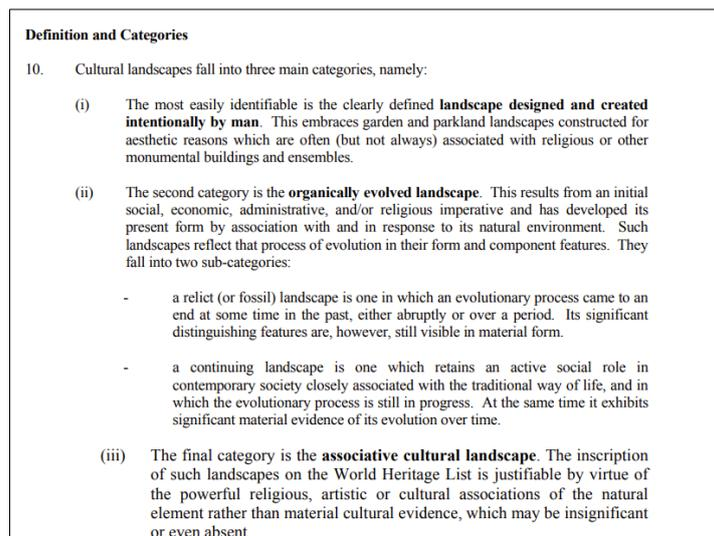 Definition and Categories
10. Cultural landscapes fall into three main categories, namely:
(i) The most easily identifiable is the clearly defined landscape designed and created
intentionally by man. This embraces garden and parkland landscapes constructed for
aesthetic reasons which are often (but not always) associated with religious or other
monumental buildings and ensembles.
(ii) The second category is the organically evolved landscape. This results from an initial
social, economic, administrative, and/or religious imperative and has developed its
present form by association with and in response to its natural environment. Such
landscapes reflect that process of evolution in their form and component features. They
fall into two sub-categories:
- a relict (or fossil) landscape is one in which an evolutionary process came to an
end at some time in the past, either abruptly or over a period. Its significant
distinguishing features are, however, still visible in material form.
- a continuing landscape is one which retains an active social role in
contemporary society closely associated with the traditional way of life, and in
which the evolutionary process is still in progress. At the same time it exhibits
significant material evidence of its evolution over time.
(iii) The final category is the associative cultural landscape. The inscription
of such landscapes on the World Heritage List is justifiable by virtue of
the powerful religious, artistic or cultural associations of the natural
element rather than material cultural evidence, which may be insignificant
or even absent